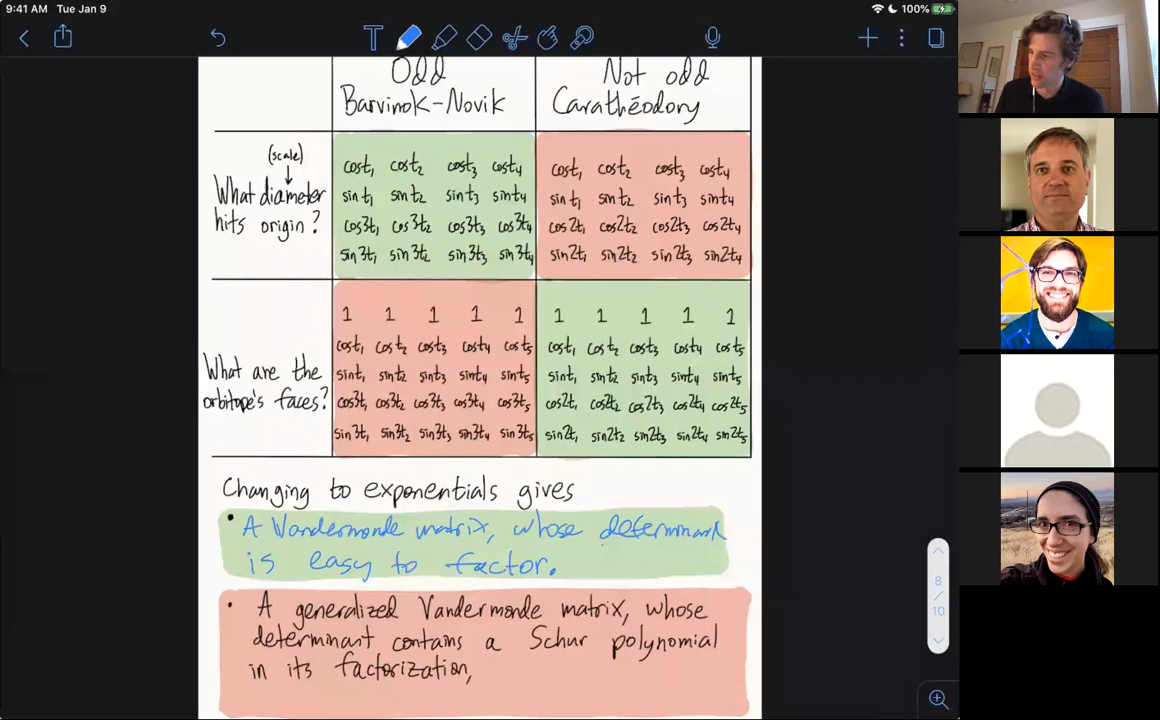 9:41 AM Tue Jan 9
100%
T
Odd
Barvinok-Novik
Not odd
Carathéodory
(scale)
↓
What diameter
hits origin?
cost₁ cost₂ cost₃ cost₄
sint₁ sint₂ sint₃ sint₄
cos3t₁ cos3t₂ cos3t₃ cos3t₄
sin3t₁ sin3t₂ sin3t₃ sin3t₄
cost₁ cost₂ cost₃ cost₄
sint₁ sint₂ sint₃ sint₄
cos2t₁ cos2t₂ cos2t₃ cos2t₄
sin2t₁ sin2t₂ sin2t₃ sin2t₄
What are the
orbitope's faces?
1 1 1 1 1
cost₁ cost₂ cost₃ cost₄ cost₅
sint₁ sint₂ sint₃ sint₄ sint₅
cos3t₁ cos3t₂ cos3t₃ cos3t₄ cos3t₅
sin3t₁ sin3t₂ sin3t₃ sin3t₄ sin3t₅
1 1 1 1 1
cost₁ cost₂ cost₃ cost₄ cost₅
sint₁ sint₂ sint₃ sint₄ sint₅
cos2t₁ cos2t₂ cos2t₃ cos2t₄ cos2t₅
sin2t₁ sin2t₂ sin2t₃ sin2t₄ sin2t₅
Changing to exponentials gives
• A Vandermonde matrix, whose determinant
is easy to factor.
• A generalized Vandermonde matrix, whose
determinant contains a Schur polynomial
in its factorization,
8
/
10